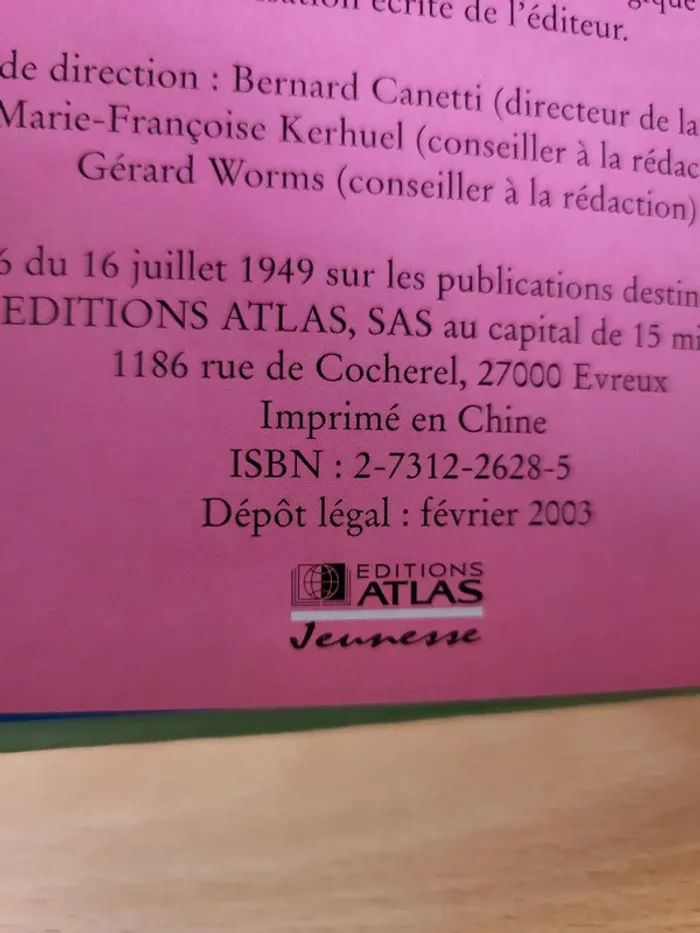 écrite de l'éditeur.
de direction : Bernard Canetti (directeur de la
Marie-Françoise Kerhuel (conseiller à la rédac
Gérard Worms (conseiller à la rédaction)
6 du 16 juillet 1949 sur les publications destin
EDITIONS ATLAS, SAS au capital de 15 mi
1186 rue de Cocherel, 27000 Evreux
Imprimé en Chine
ISBN : 2-7312-2628-5
Dépôt légal : février 2003
EDITIONS
ATLAS
Jeunesse